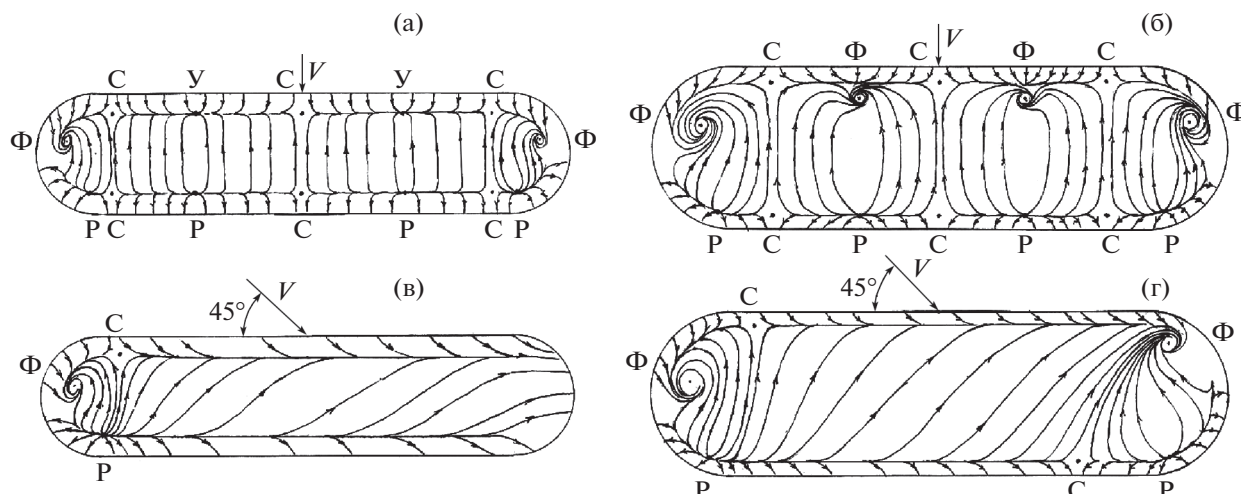 (а)
С У С V У С
Ф Ф
Р С Р С Р С Р
(б)
С Ф С V Ф С
Ф Ф
Р С Р С Р С Р
(в)
45° V
С
Ф
Р
(г)
45° V
С
Ф Ф
Р С Р